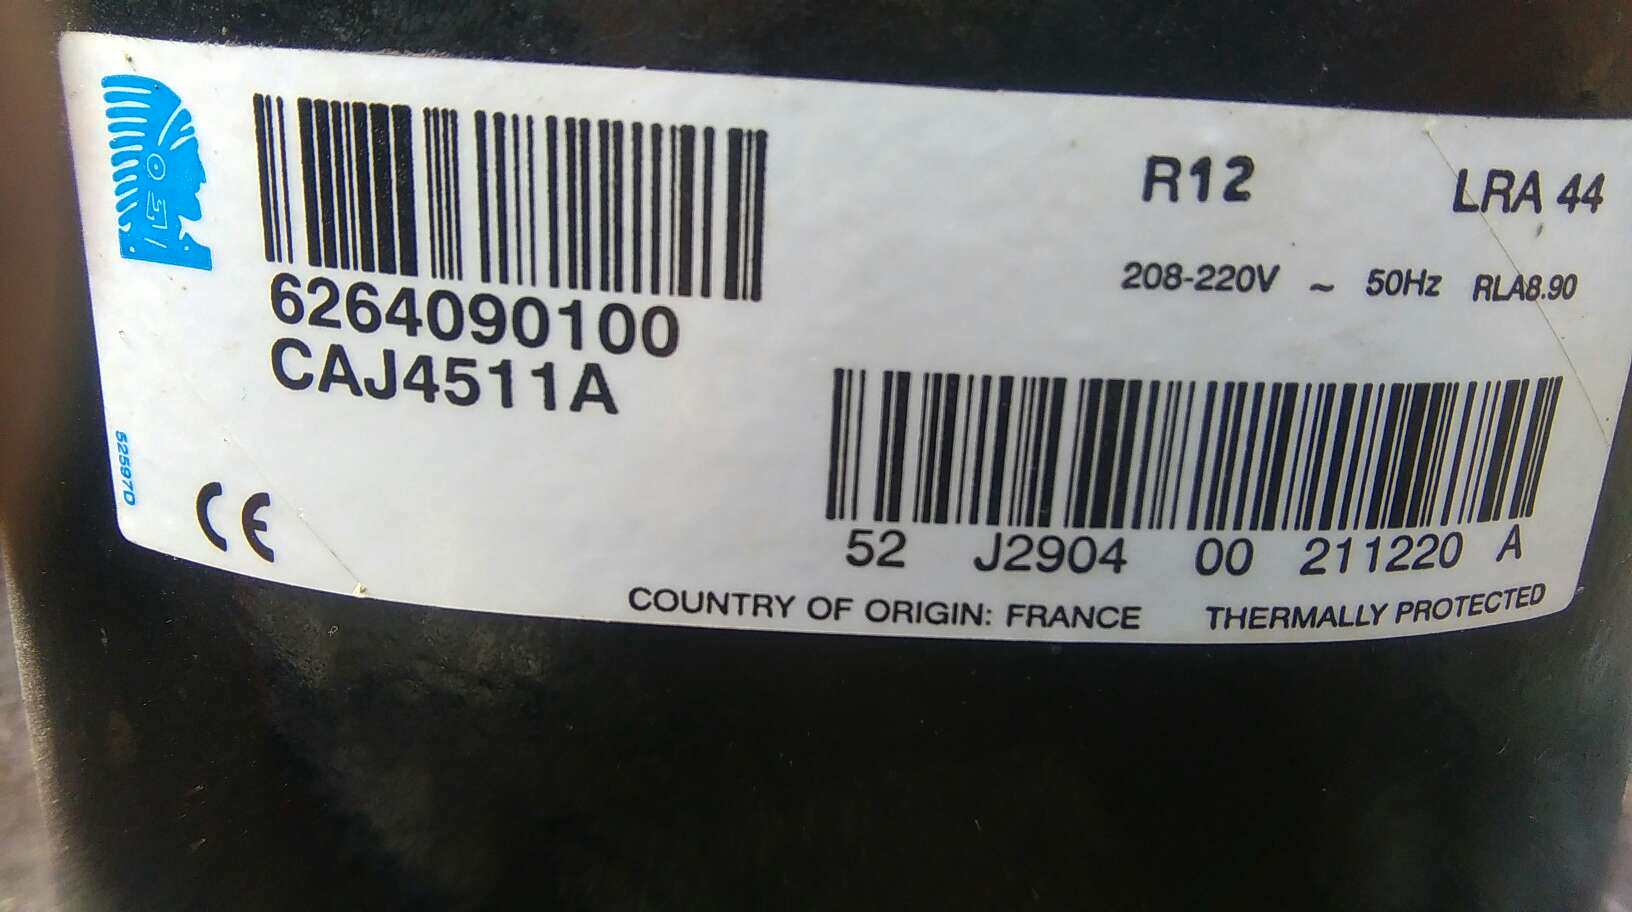 6264090100
CAJ4511A
R12 LRA 44
208-220V ~ 50Hz RLA8.90
52 J2904 00 211220 A
COUNTRY OF ORIGIN: FRANCE THERMALLY PROTECTED
CE
52597D